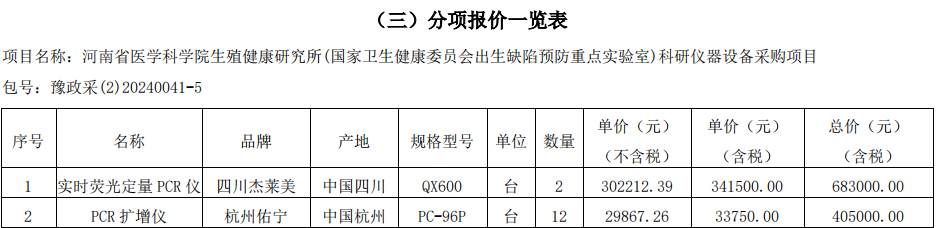 （三）分项报价一览表
项目名称：河南省医学科学院生殖健康研究所(国家卫生健康委员会出生缺陷预防重点实验室)科研仪器设备采购项目
包号：豫政采(2)20240041-5
序号 名称 品牌 产地 规格型号 单位 数量 单价（元）（不含税） 单价（元）（含税） 总价（元）（含税）
1 实时荧光定量 PCR 仪 四川杰莱美 中国四川 QX600 台 2 302212.39 341500.00 683000.00
2 PCR 扩增仪 杭州佑宁 中国杭州 PC-96P 台 12 29867.26 33750.00 405000.00